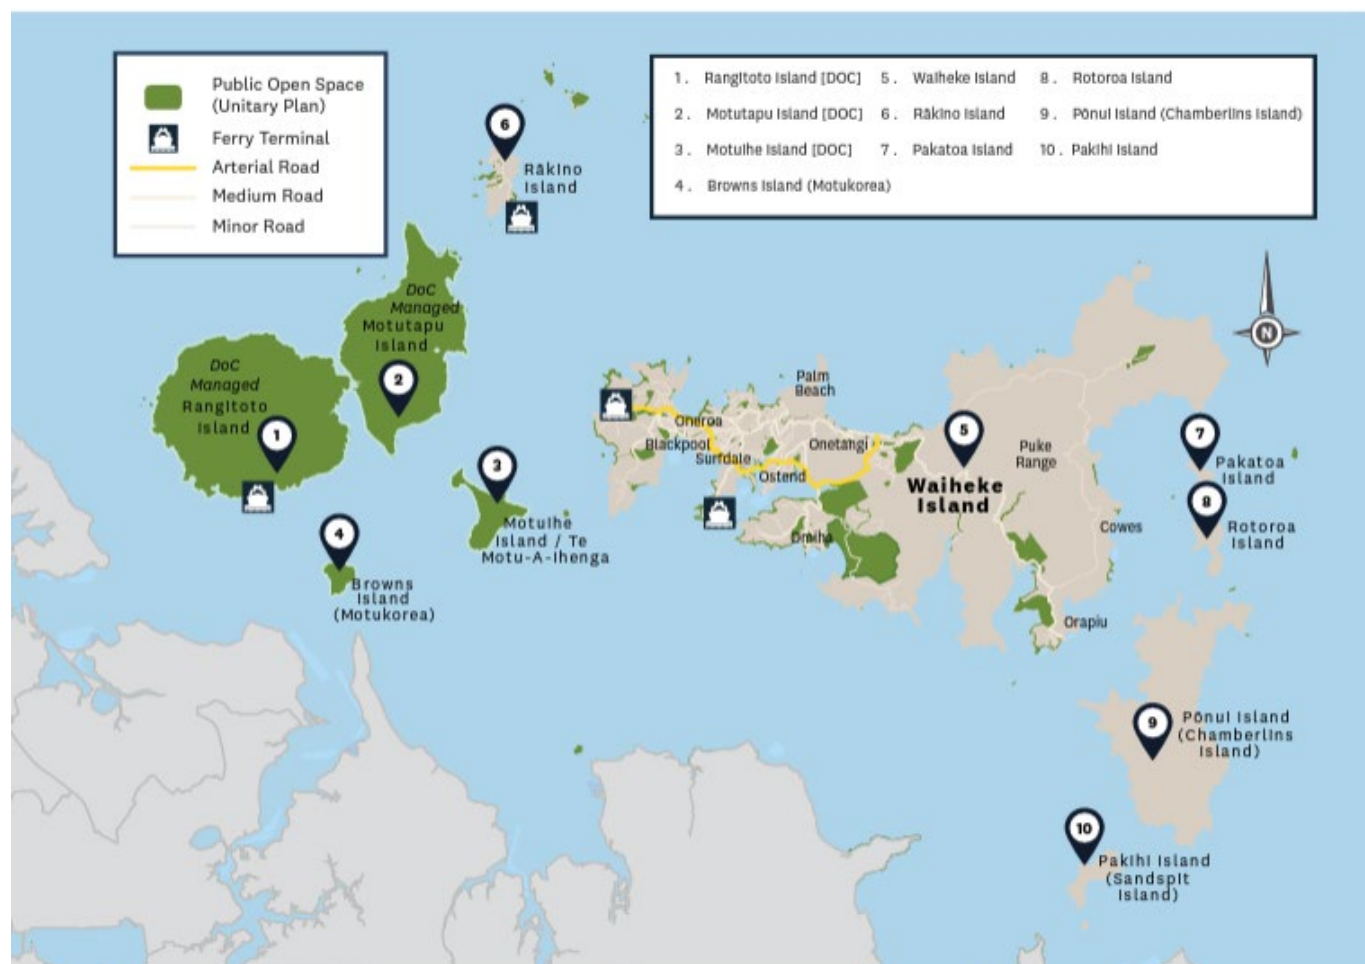 Public Open Space
(Unitary Plan)
Ferry Terminal
Arterial Road
Medium Road
Minor Road
1. Rangitoto Island [DOC]
2. Motutapu Island [DOC]
3. Motuihe Island [DOC]
4. Browns Island (Motukorea)
5. Waiheke Island
6. Rākino Island
7. Pakatoa Island
8. Rotoroa Island
9. Pōnui Island (Chamberlins Island)
10. Pakihi Island
6
Rākino
Island
DoC
Managed
Motutapu
Island
2
DoC
Managed
Rangitoto
Island
1
3
Motuihe
Island / Te
Motu-A-Ihenga
4
Browns
Island
(Motukorea)
Palm
Beach
Oneroa
Blackpool
Surfdale
Ostend
Onetangi
Omiha
5
Waiheke
Island
Puke
Range
Cowes
Orapiu
N
7
Pakatoa
Island
8
Rotoroa
Island
9
Pōnui Island
(Chamberlins
Island)
10
Pakihi Island
(Sandspit
Island)